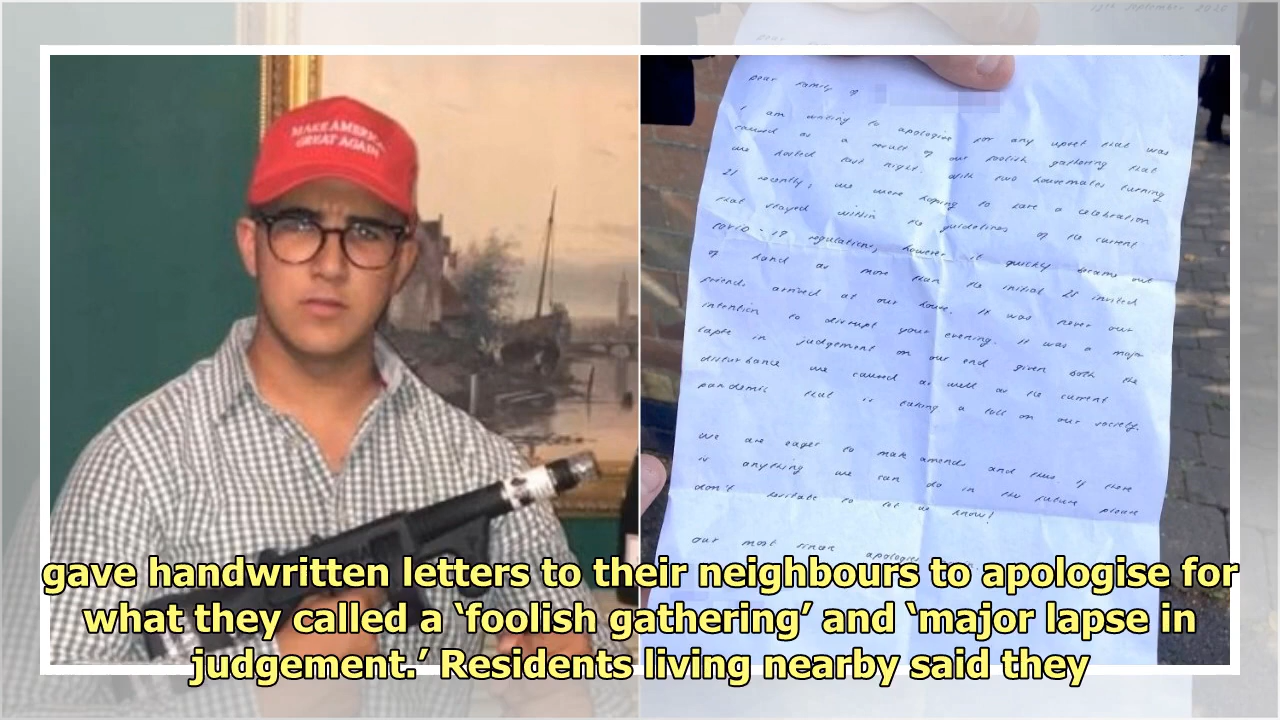 MAKE AMERICA
GREAT AGAIN
12th September 2020
Dear family of
I am writing to apologise for any upset that was
caused as a result of our foolish gathering that
we hosted last night. With two housemates turning
21 recently, we were hoping to have a celebration
that stayed within the guidelines of the current
COVID-19 regulations, however it quickly became out
of hand as more than the initial 21 invited
friends arrived at our house. It was never our
intention to disrupt your evening. It was a major
lapse in judgement on our end given both the
disturbance we caused as well as the current
pandemic that is taking a toll on our society.
We are eager to make amends and thus if there
is anything we can do in the future please
don't hesitate to let us know!
Our most sincere apologies
gave handwritten letters to their neighbours to apologise for
what they called a ‘foolish gathering’ and ‘major lapse in
judgement.’ Residents living nearby said they